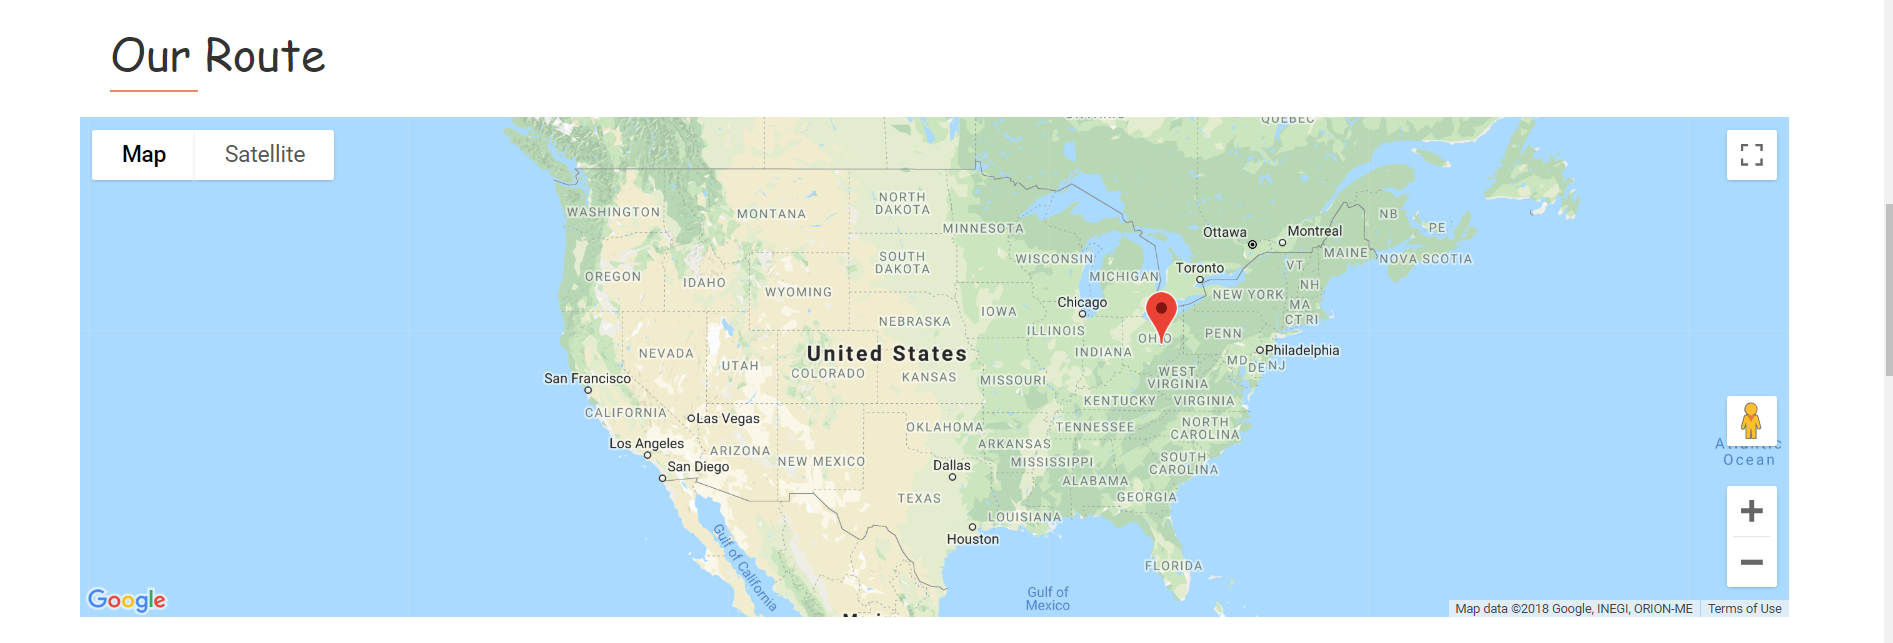 Our Route
Map
Satellite
QUEBEC
WASHINGTON
MONTANA
NORTH
DAKOTA
MINNESOTA
NB
PE
Ottawa
Montreal
MAINE
NOVA SCOTIA
SOUTH
DAKOTA
WISCONSIN
MICHIGAN
Toronto
VT
OREGON
IDAHO
WYOMING
NH
NEW YORK
MA
CT RI
Chicago
IOWA
NEBRASKA
ILLINOIS
OHIO
PENN
INDIANA
Philadelphia
United States
NEVADA
UTAH
COLORADO
KANSAS
MISSOURI
WEST
VIRGINIA
MD
DE NJ
San Francisco
CALIFORNIA
Las Vegas
KENTUCKY
VIRGINIA
OKLAHOMA
TENNESSEE
NORTH
CAROLINA
Los Angeles
ARIZONA
NEW MEXICO
ARKANSAS
San Diego
Dallas
MISSISSIPPI
SOUTH
CAROLINA
Atlantic
Ocean
ALABAMA
TEXAS
GEORGIA
LOUISIANA
Houston
Gulf of California
FLORIDA
Gulf of
Mexico
Google
Map data ©2018 Google, INEGI, ORION-ME
Terms of Use